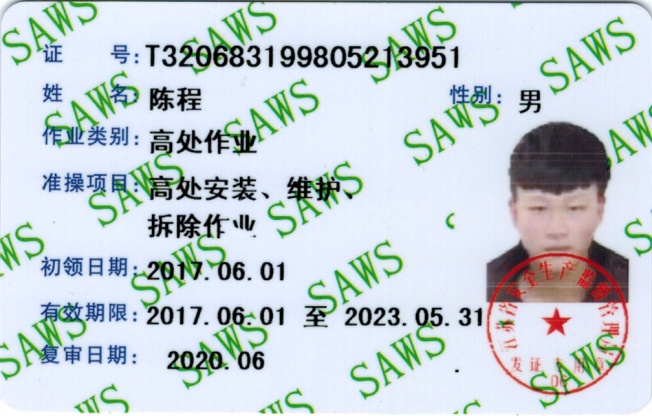 证 号:T320683199805213951
姓 名:陈程 性别:男
作业类别:高处作业
准操项目:高处安装、维护、
拆除作业
初领日期:2017.06.01
有效期限:2017.06.01 至 2023.05.31
复审日期: 2020.06
江苏省安全生产监督管理局
发证专用章
06
SAWS
SAWS
SAWS
SAWS
SAWS
SAWS
SAWS
SAWS
SAWS
SAWS
SAWS
SAWS
SAWS